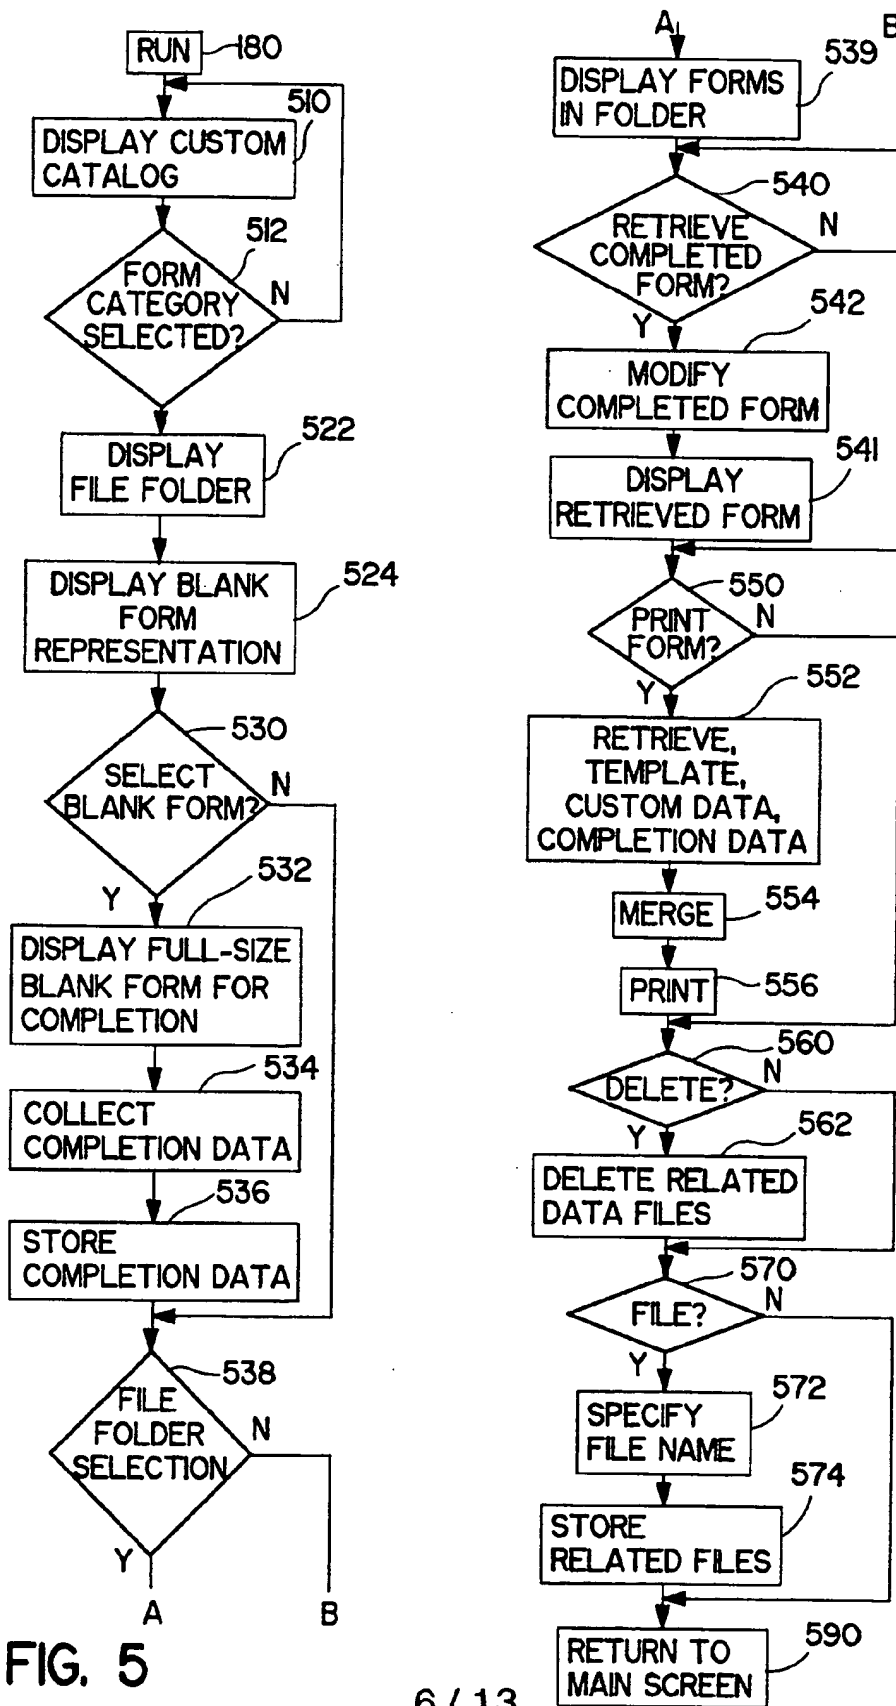 RUN
180
510
DISPLAY CUSTOM
CATALOG
512
FORM
CATEGORY
SELECTED?
N
522
DISPLAY
FILE FOLDER
524
DISPLAY BLANK
FORM
REPRESENTATION
530
SELECT
BLANK FORM?
N
Y
532
DISPLAY FULL-SIZE
BLANK FORM FOR
COMPLETION
534
COLLECT
COMPLETION DATA
536
STORE
COMPLETION DATA
538
FILE
FOLDER
SELECTION
N
Y
A
B
FIG. 5
A
B
539
DISPLAY FORMS
IN FOLDER
540
RETRIEVE
COMPLETED
FORM?
N
Y
542
MODIFY
COMPLETED FORM
541
DISPLAY
RETRIEVED FORM
550
PRINT
FORM?
N
Y
552
RETRIEVE,
TEMPLATE,
CUSTOM DATA,
COMPLETION DATA
MERGE
554
PRINT
556
560
DELETE?
N
Y
562
DELETE RELATED
DATA FILES
570
FILE?
N
Y
572
SPECIFY
FILE NAME
574
STORE
RELATED FILES
590
RETURN TO
MAIN SCREEN
6 / 13